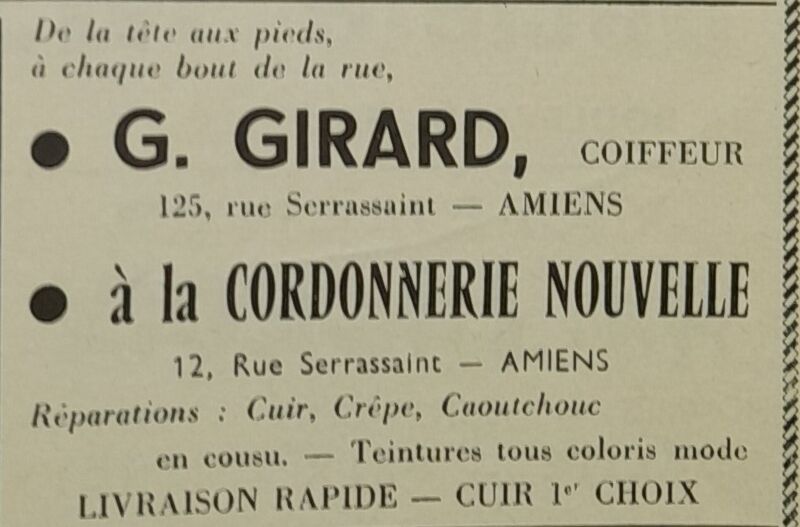 De la tête aux pieds,
à chaque bout de la rue,
● G. GIRARD, COIFFEUR
125, rue Serrassaint — AMIENS
● à la CORDONNERIE NOUVELLE
12, Rue Serrassaint — AMIENS
Réparations : Cuir, Crêpe, Caoutchouc
en cousu. — Teintures tous coloris mode
LIVRAISON RAPIDE — CUIR 1er CHOIX